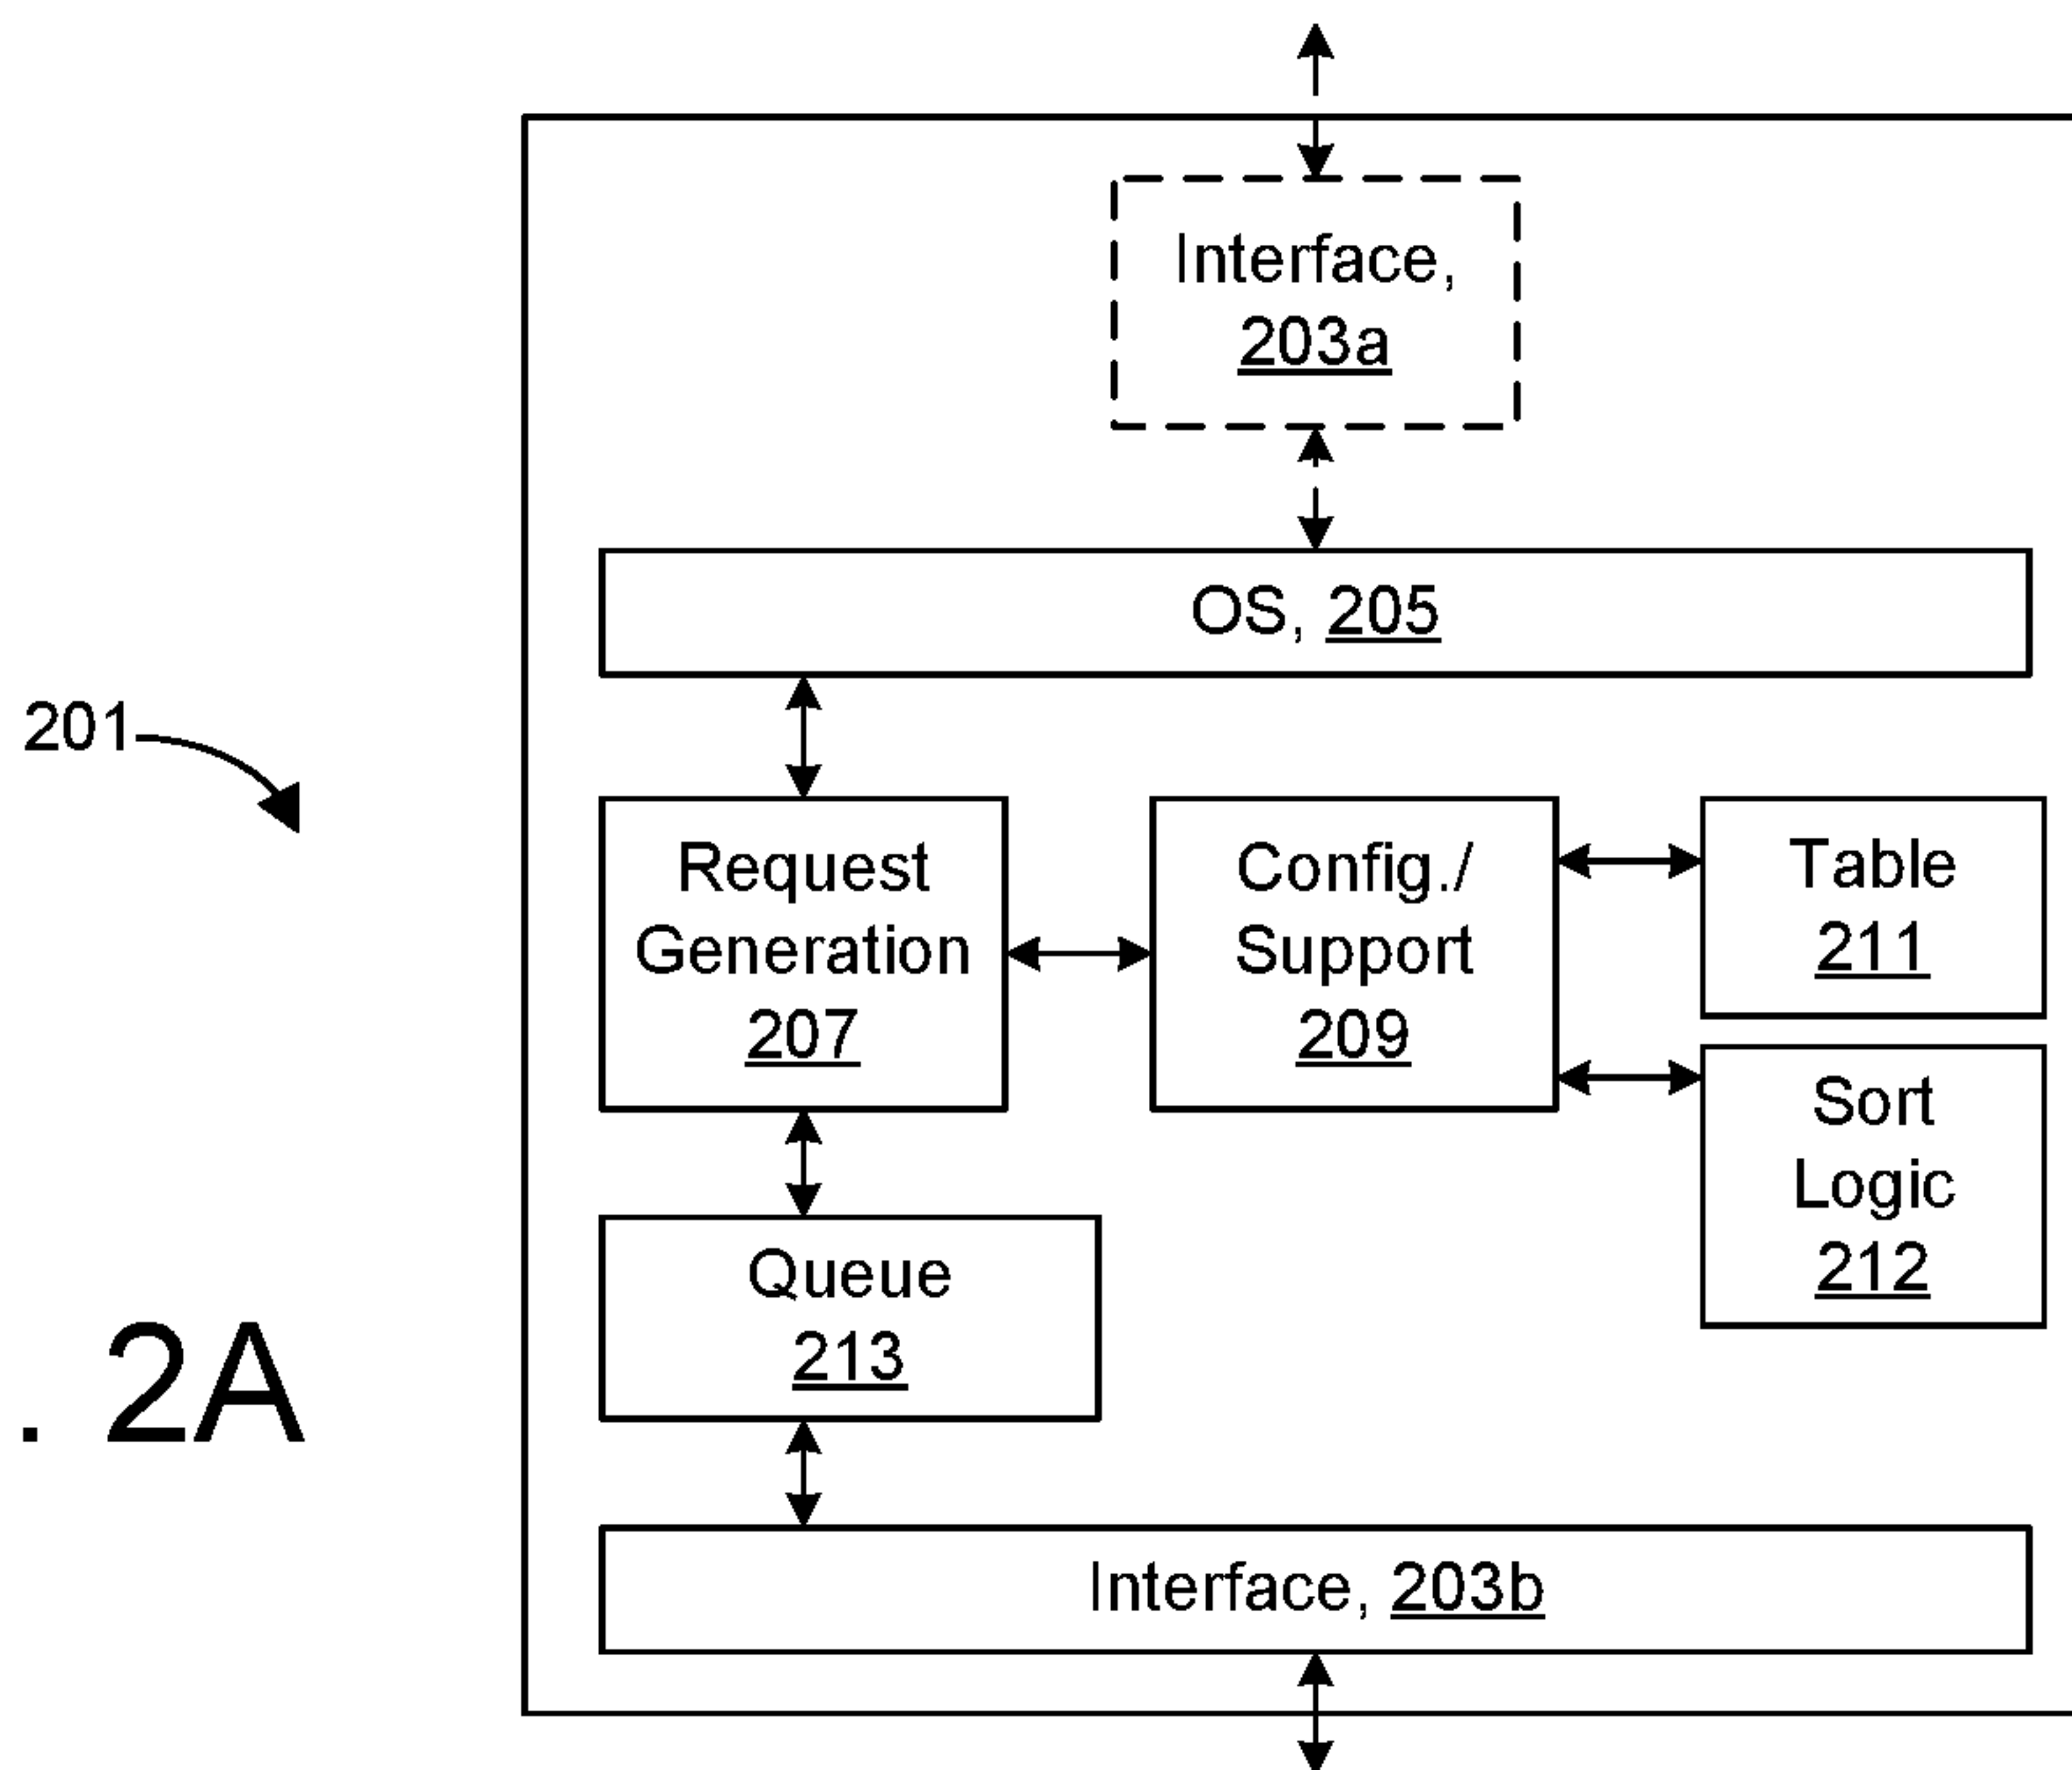 Interface,
203a
OS, 205
201
Request
Generation
207
Config./
Support
209
Table
211
Sort
Logic
212
Queue
213
. 2A
Interface, 203b